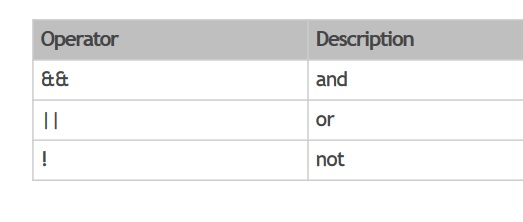 Operator Description
&& and
|| or
! not